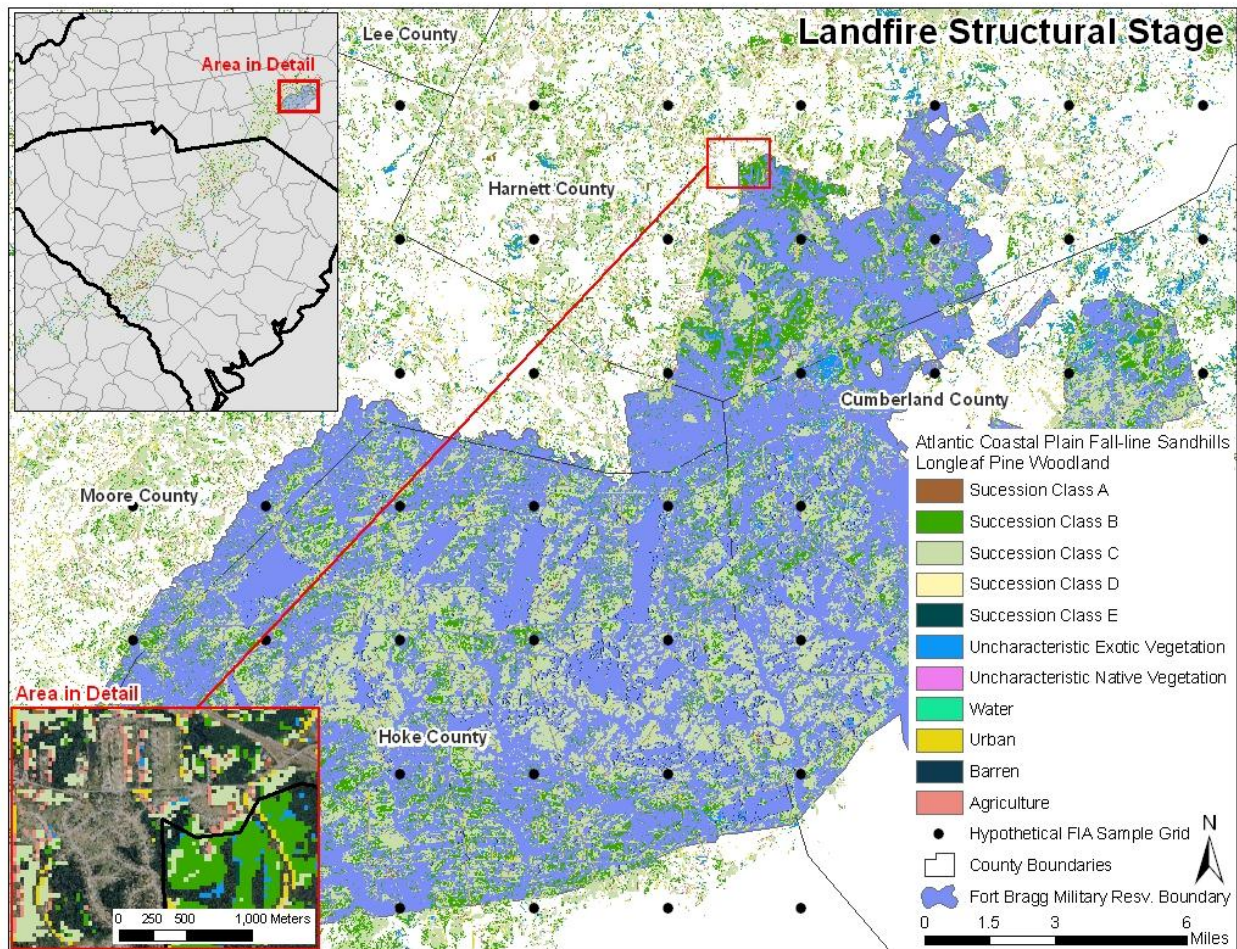 Landfire Structural Stage
Lee County
Area in Detail
Harnett County
Cumberland County
Moore County
Hoke County
Area in Detail
0 250 500 1,000 Meters
Atlantic Coastal Plain Fall-line Sandhills
Longleaf Pine Woodland
Sucession Class A
Succession Class B
Succession Class C
Succession Class D
Succession Class E
Uncharacteristic Exotic Vegetation
Uncharacteristic Native Vegetation
Water
Urban
Barren
Agriculture
Hypothetical FIA Sample Grid
N
County Boundaries
Fort Bragg Military Resv. Boundary
0 1.5 3 6
Miles